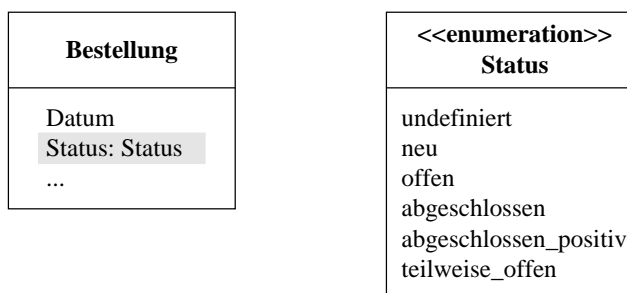 Bestellung
Datum
Status: Status
...
<<enumeration>>
Status
undefiniert
neu
offen
abgeschlossen
abgeschlossen_positiv
teilweise_offen